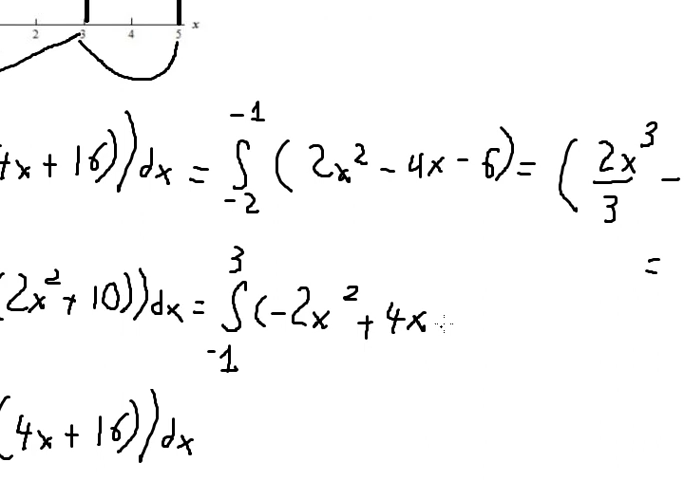 2 3 4 5 x
4x + 16))dx = ∫_{-2}^{-1} (2x² - 4x - 6) = (2x³/3 -
=
(2x² + 10))dx = ∫_{-1}^{3} (-2x² + 4x
(4x + 16))dx